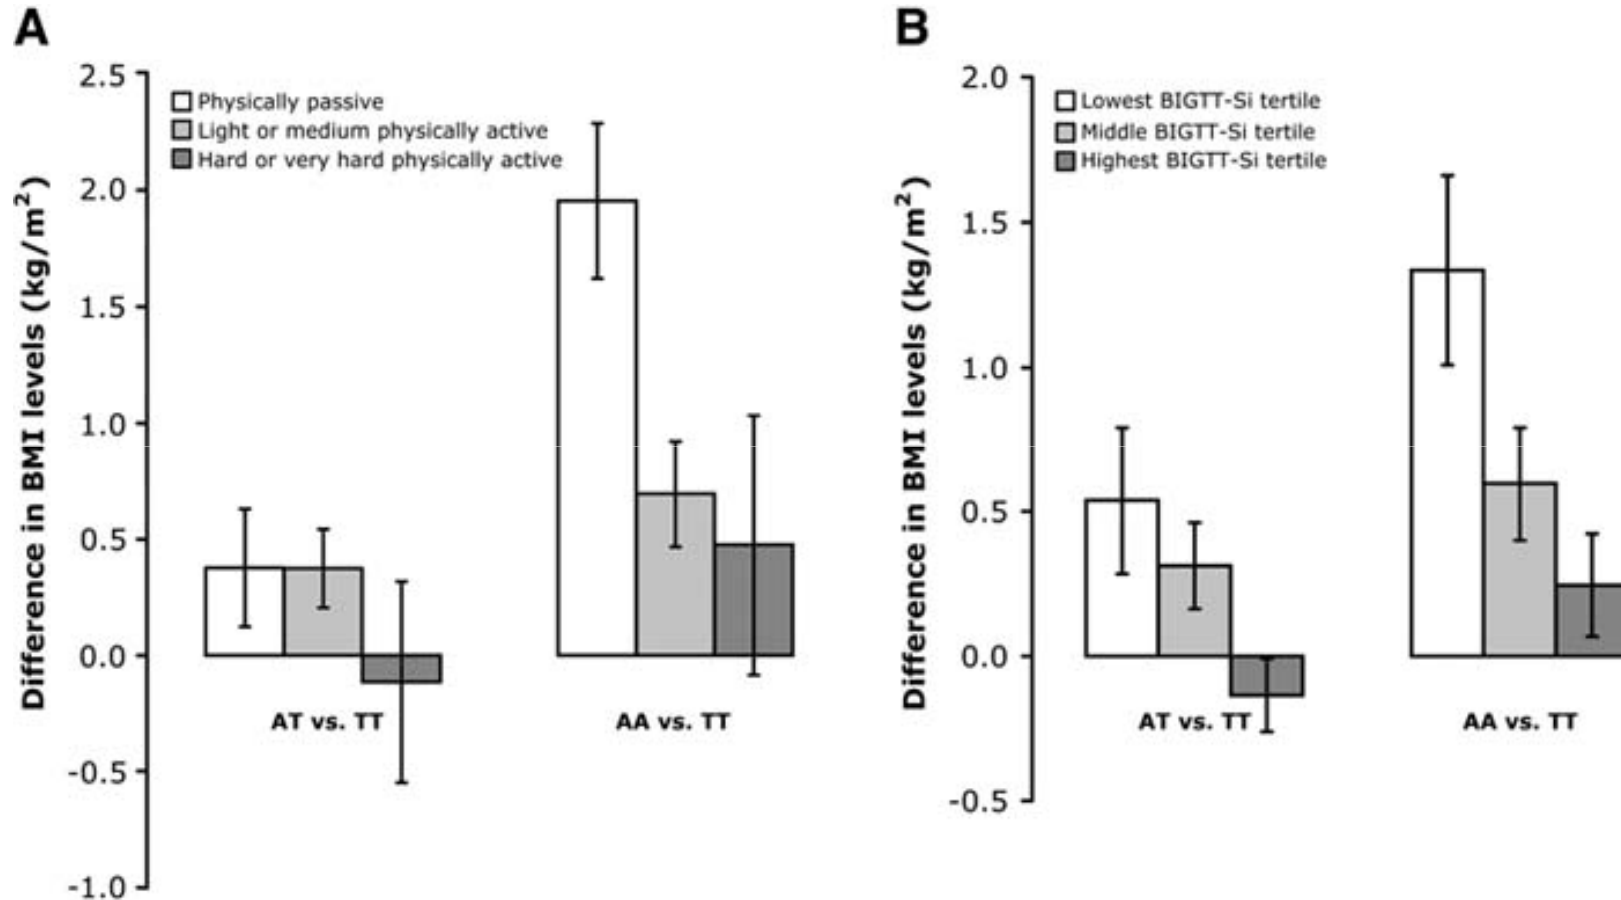 A
Difference in BMI levels (kg/m²)
2.5
2.0
1.5
1.0
0.5
0.0
-0.5
-1.0
Physically passive
Light or medium physically active
Hard or very hard physically active
AT vs. TT
AA vs. TT
B
Difference in BMI levels (kg/m²)
2.0
1.5
1.0
0.5
0.0
-0.5
Lowest BIGTT-Si tertile
Middle BIGTT-Si tertile
Highest BIGTT-Si tertile
AT vs. TT
AA vs. TT